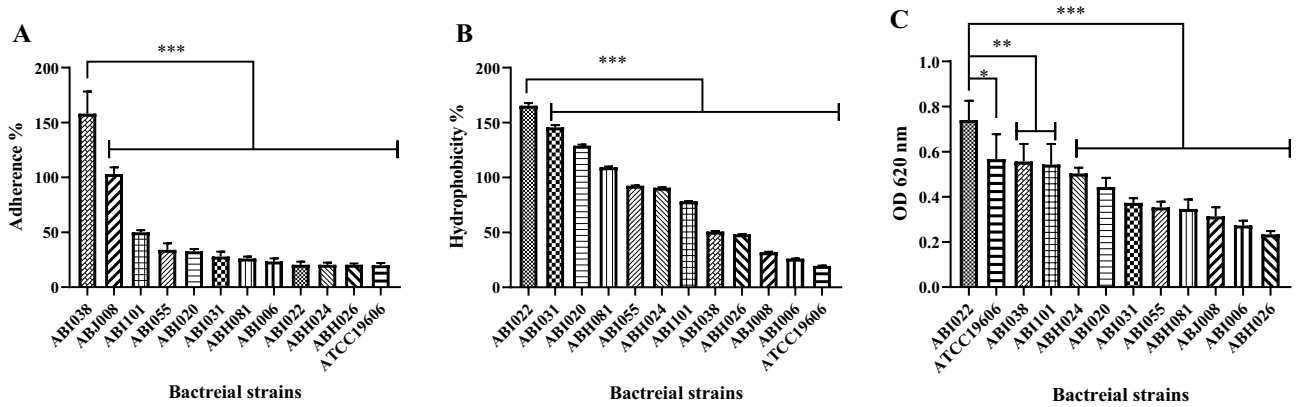 A
***
200
150
100
50
0
Adherence %
ABI038
ABJ008
ABI101
ABI055
ABI020
ABI031
ABH081
ABI006
ABI022
ABH024
ABH026
ATCC19606
Bactreial strains
B
***
200
150
100
50
0
Hydrophobicity %
ABI022
ABI031
ABI020
ABH081
ABI055
ABH024
ABI101
ABI038
ABH026
ABJ008
ABI006
ATCC19606
Bactreial strains
C
***
**
*
1.0
0.8
0.6
0.4
0.2
0.0
OD 620 nm
ABI022
ATCC19606
ABI038
ABI101
ABH024
ABI020
ABI031
ABI055
ABH081
ABJ008
ABI006
ABH026
Bactreial strains